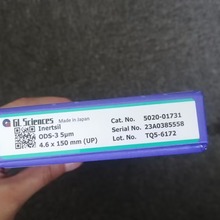 GL Sciences Made in Japan
Inertsil
ODS-3 5µm
4.6 x 150 mm (UP)
Cat. No. 5020-01731
Serial No. 23A0385558
Lot. No. TQ5-6172